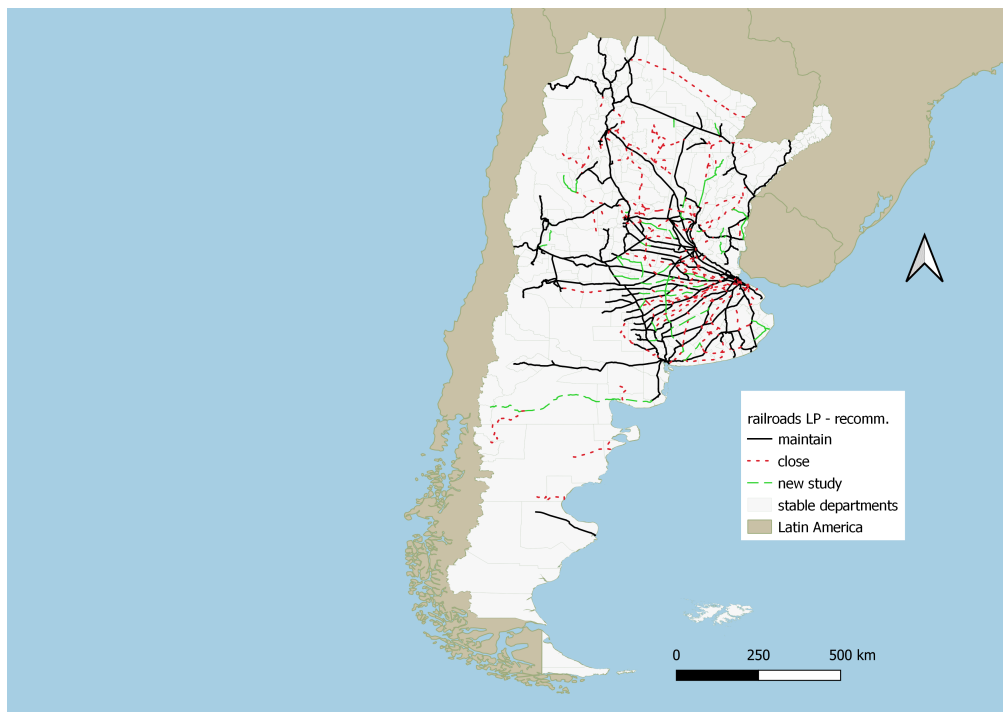 railroads LP - recomm.
maintain
close
new study
stable departments
Latin America
0 250 500 km